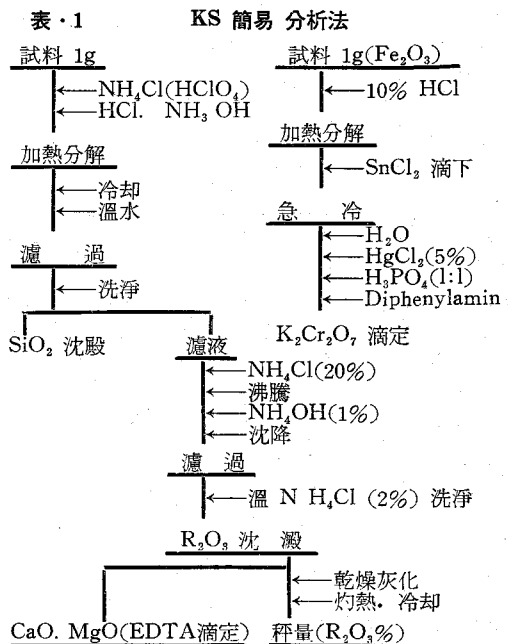 表·1 KS 簡易 分析法
試料 1g
NH₄Cl(HClO₄)
HCl. NH₃ OH
加熱分解
冷却
溫水
濾 過
洗淨
SiO₂ 沈殿
濾液
NH₄Cl(20%)
沸騰
NH₄OH(1%)
沈降
濾 過
溫 N H₄Cl (2%) 洗淨
R₂O₃ 沈 澱
乾燥灰化
灼熱. 冷却
CaO. MgO(EDTA滴定) 秤量(R₂O₃%)
試料 1g(Fe₂O₃)
10% HCl
加熱分解
SnCl₂ 滴下
急 冷
H₂O
HgCl₂(5%)
H₃PO₄(1:1)
Diphenylamin
K₂Cr₂O₇ 滴定